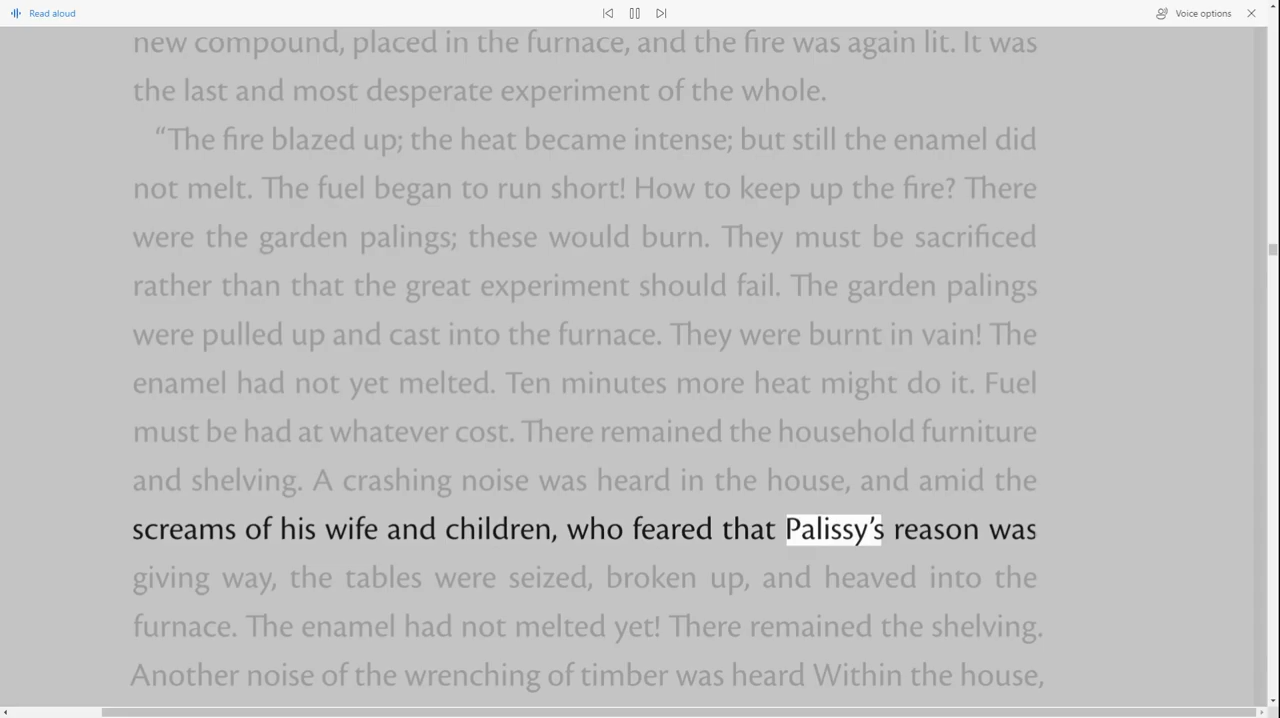 Read aloud
Voice options
new compound, placed in the furnace, and the fire was again lit. It was
the last and most desperate experiment of the whole.
“The fire blazed up; the heat became intense; but still the enamel did
not melt. The fuel began to run short! How to keep up the fire? There
were the garden palings; these would burn. They must be sacrificed
rather than that the great experiment should fail. The garden palings
were pulled up and cast into the furnace. They were burnt in vain! The
enamel had not yet melted. Ten minutes more heat might do it. Fuel
must be had at whatever cost. There remained the household furniture
and shelving. A crashing noise was heard in the house, and amid the
screams of his wife and children, who feared that Palissy’s reason was
giving way, the tables were seized, broken up, and heaved into the
furnace. The enamel had not melted yet! There remained the shelving.
Another noise of the wrenching of timber was heard Within the house,